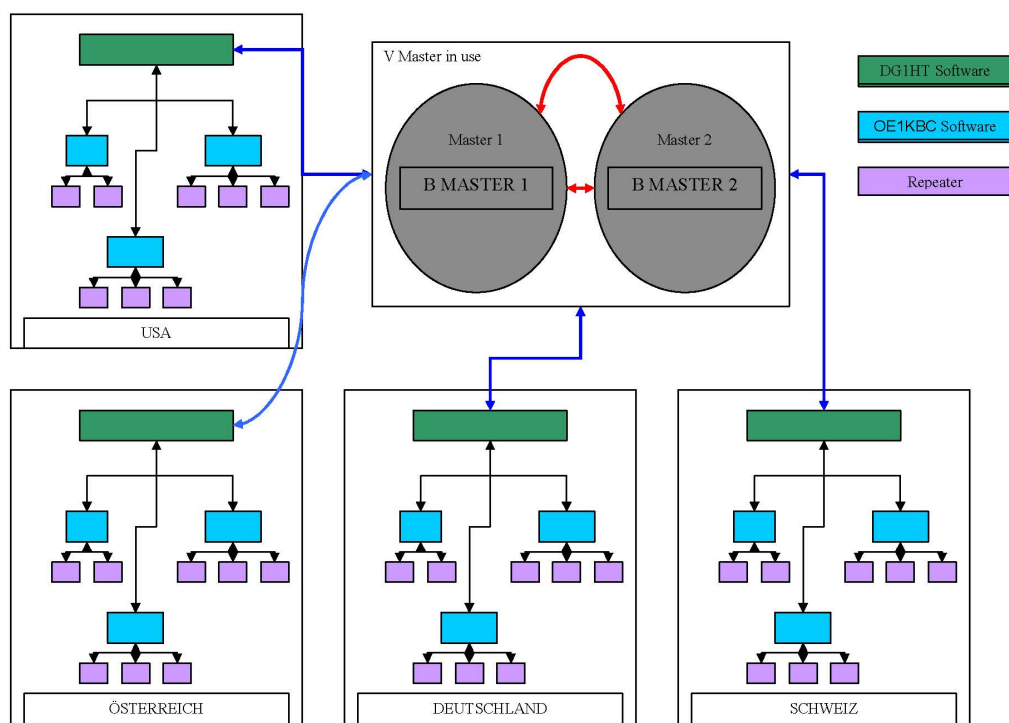 V Master in use
Master 1
Master 2
B MASTER 1
B MASTER 2
DG1HT Software
OE1KBC Software
Repeater
USA
ÖSTERREICH
DEUTSCHLAND
SCHWEIZ